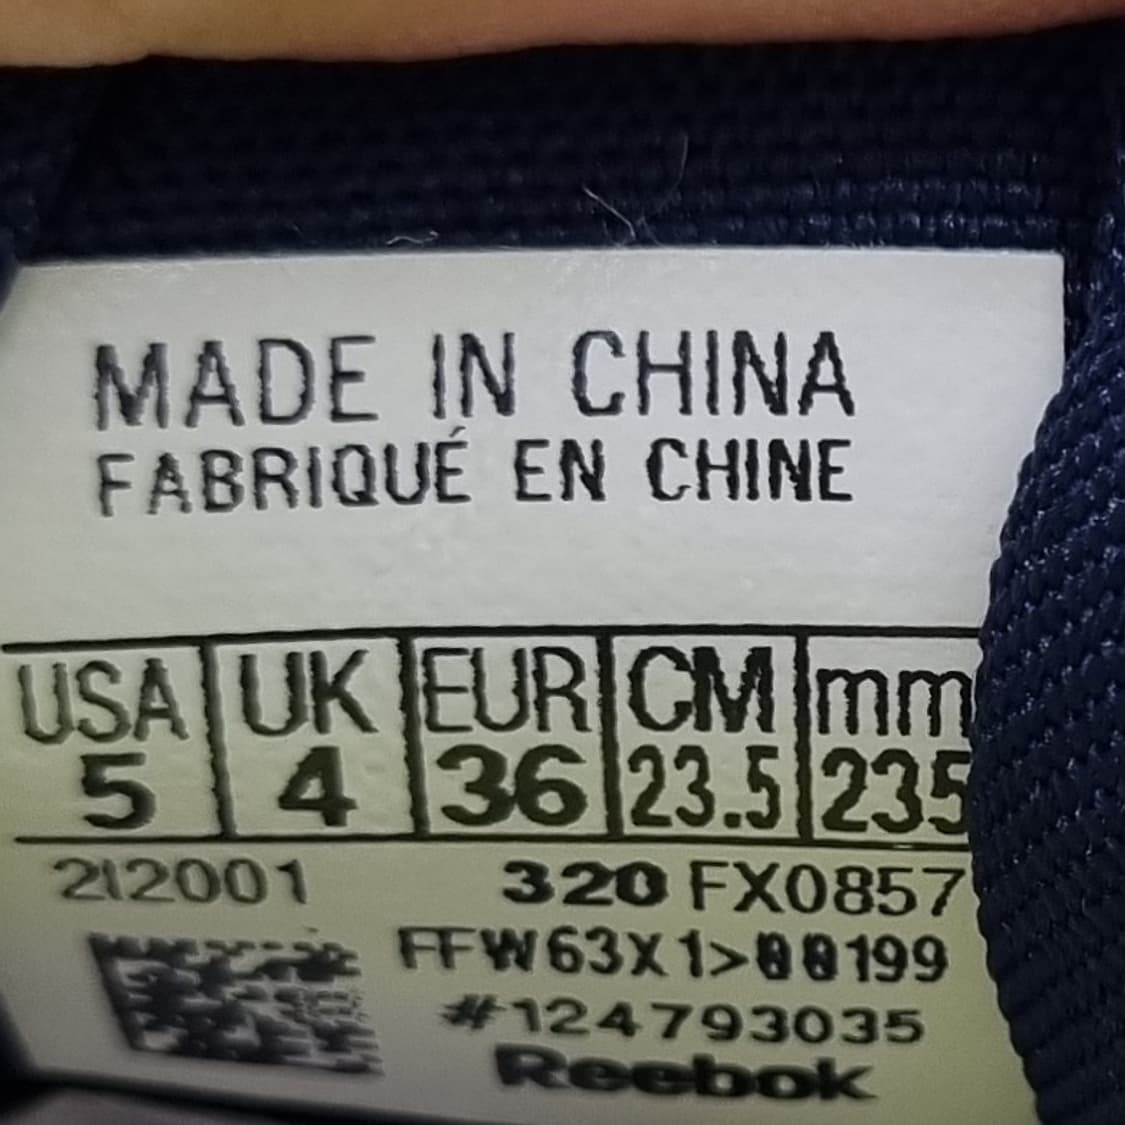 MADE IN CHINA
FABRIQUÉ EN CHINE
USA UK EUR CM mm
5 4 36 23.5 235
212001 320 FX0857
FFW63X1>00199
#124793035
Reebok